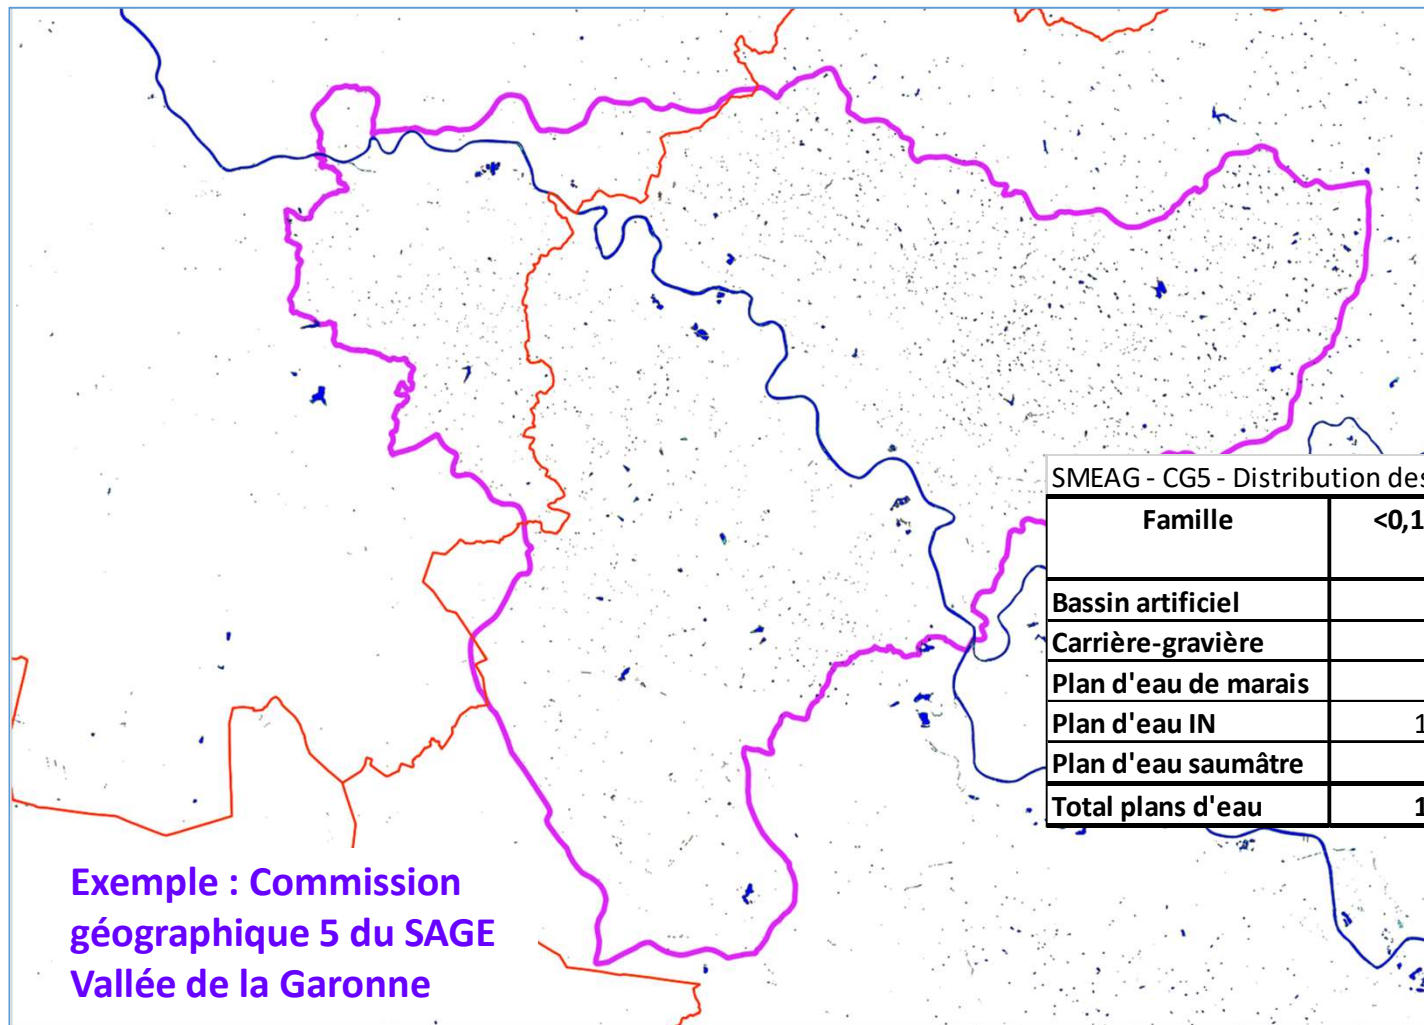 SMEAG - CG5 - Distribution des
Famille <0,1
Bassin artificiel
Carrière-gravière
Plan d'eau de marais
Plan d'eau IN 1
Plan d'eau saumâtre
Total plans d'eau 1
Exemple : Commission
géographique 5 du SAGE
Vallée de la Garonne